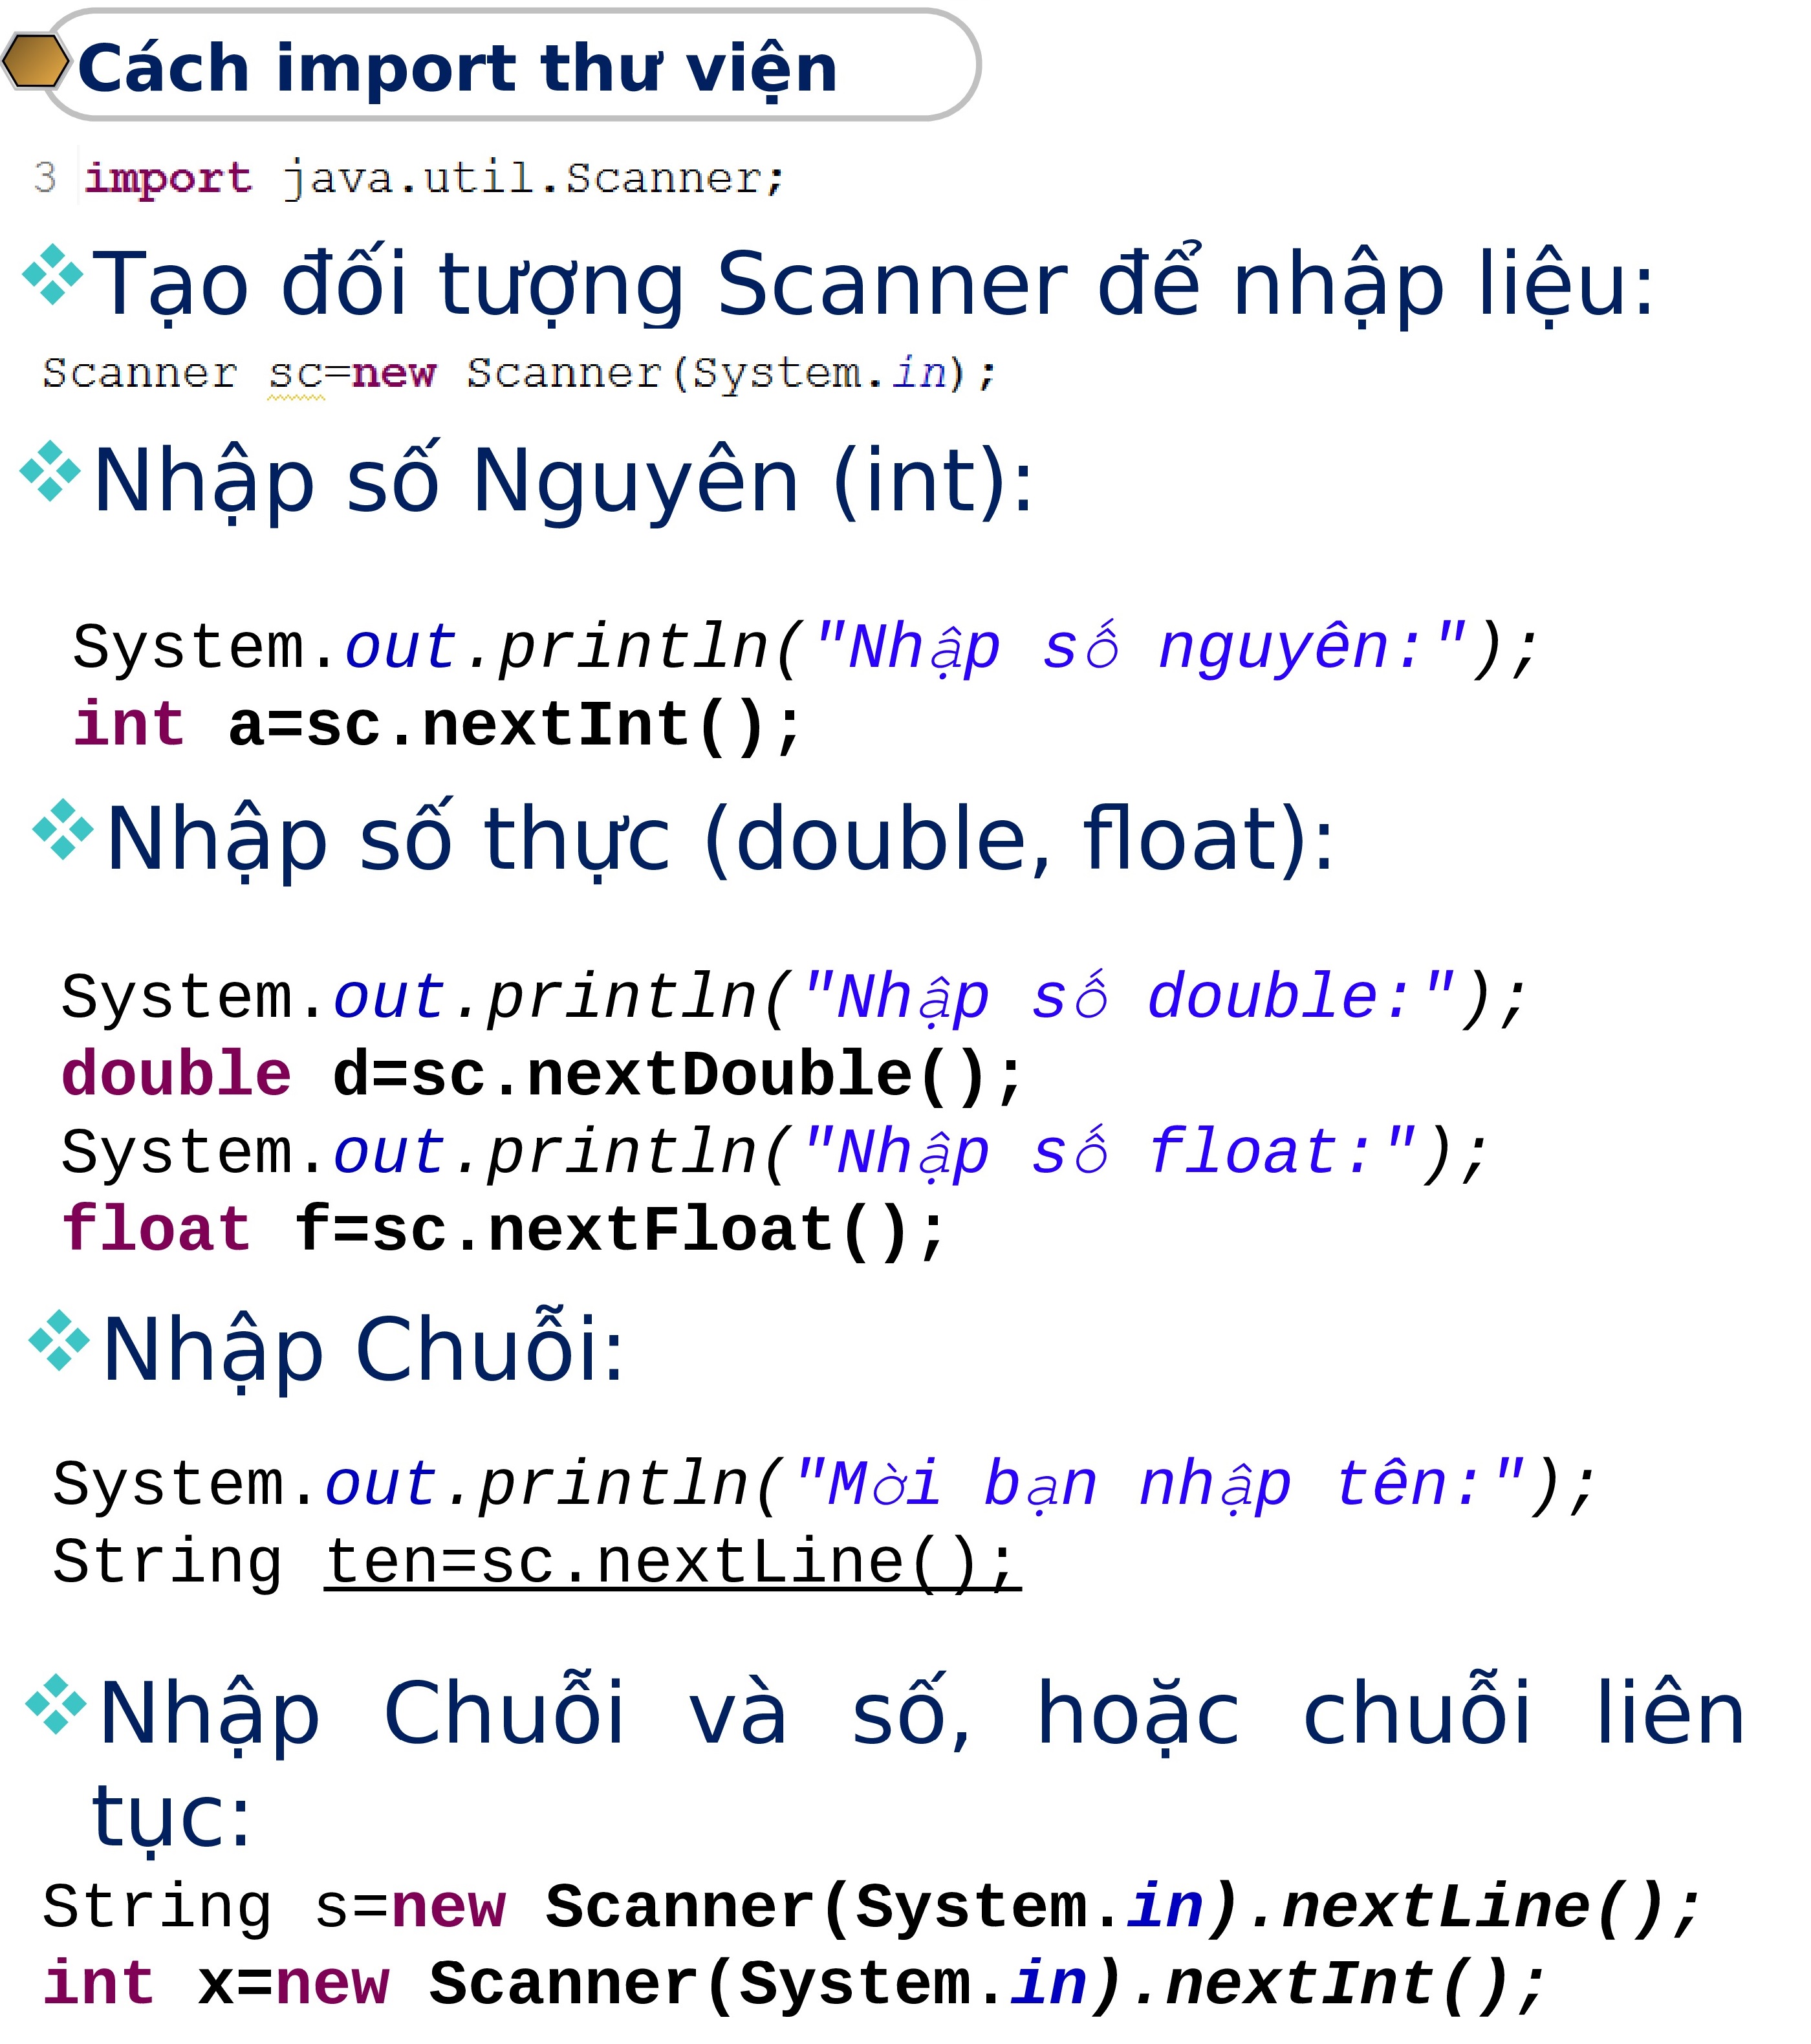 Cách import thư viện
3 import java.util.Scanner;
Tạo đối tượng Scanner để nhập liệu:
Scanner sc=new Scanner(System.in);
Nhập số Nguyên (int):
System.out.println("Nhập số nguyên:");
int a=sc.nextInt();
Nhập số thực (double, float):
System.out.println("Nhập số double:");
double d=sc.nextDouble();
System.out.println("Nhập số float:");
float f=sc.nextFloat();
Nhập Chuỗi:
System.out.println("Mời bạn nhập tên:");
String ten=sc.nextLine();
Nhập Chuỗi và số, hoặc chuỗi liên
tục:
String s=new Scanner(System.in).nextLine();
int x=new Scanner(System.in).nextInt();